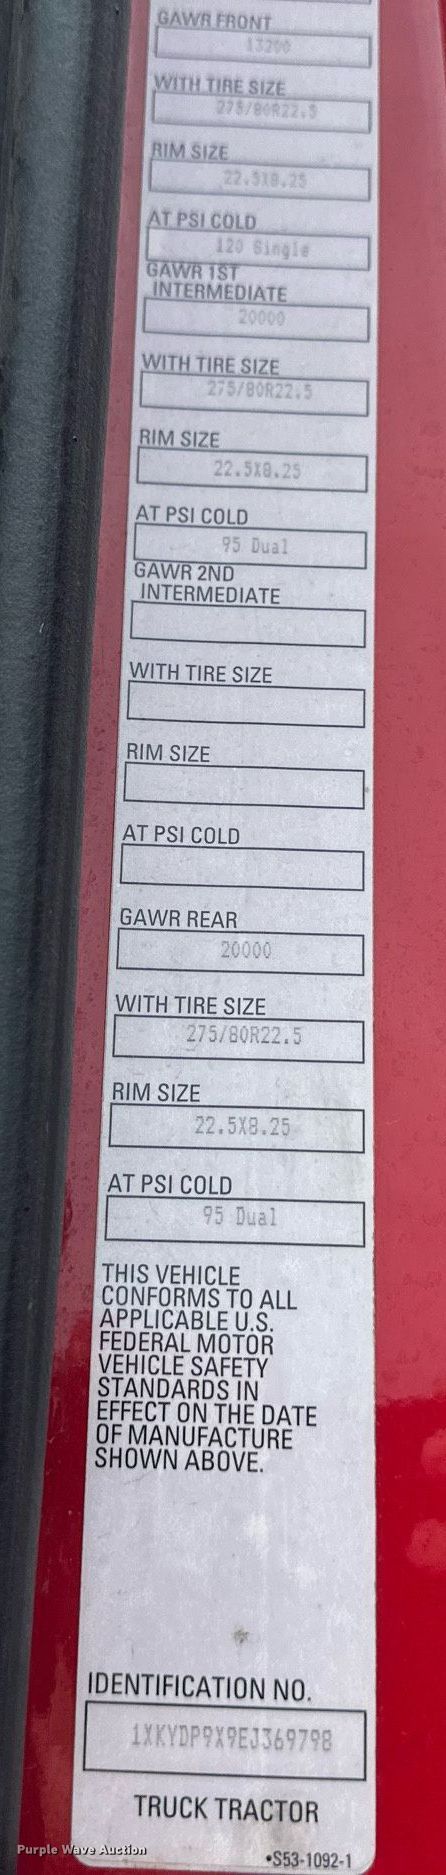 GAWR FRONT
13200
WITH TIRE SIZE
275/80R22.5
RIM SIZE
22.5X8.25
AT PSI COLD
120 Single
GAWR 1ST
INTERMEDIATE
20000
WITH TIRE SIZE
275/80R22.5
RIM SIZE
22.5X8.25
AT PSI COLD
95 Dual
GAWR 2ND
INTERMEDIATE
WITH TIRE SIZE
RIM SIZE
AT PSI COLD
GAWR REAR
20000
WITH TIRE SIZE
275/80R22.5
RIM SIZE
22.5X8.25
AT PSI COLD
95 Dual
THIS VEHICLE
CONFORMS TO ALL
APPLICABLE U.S.
FEDERAL MOTOR
VEHICLE SAFETY
STANDARDS IN
EFFECT ON THE DATE
OF MANUFACTURE
SHOWN ABOVE.
IDENTIFICATION NO.
1XKYDP9X9EJ369798
TRUCK TRACTOR
•S53-1092-1
Purple Wave Auction